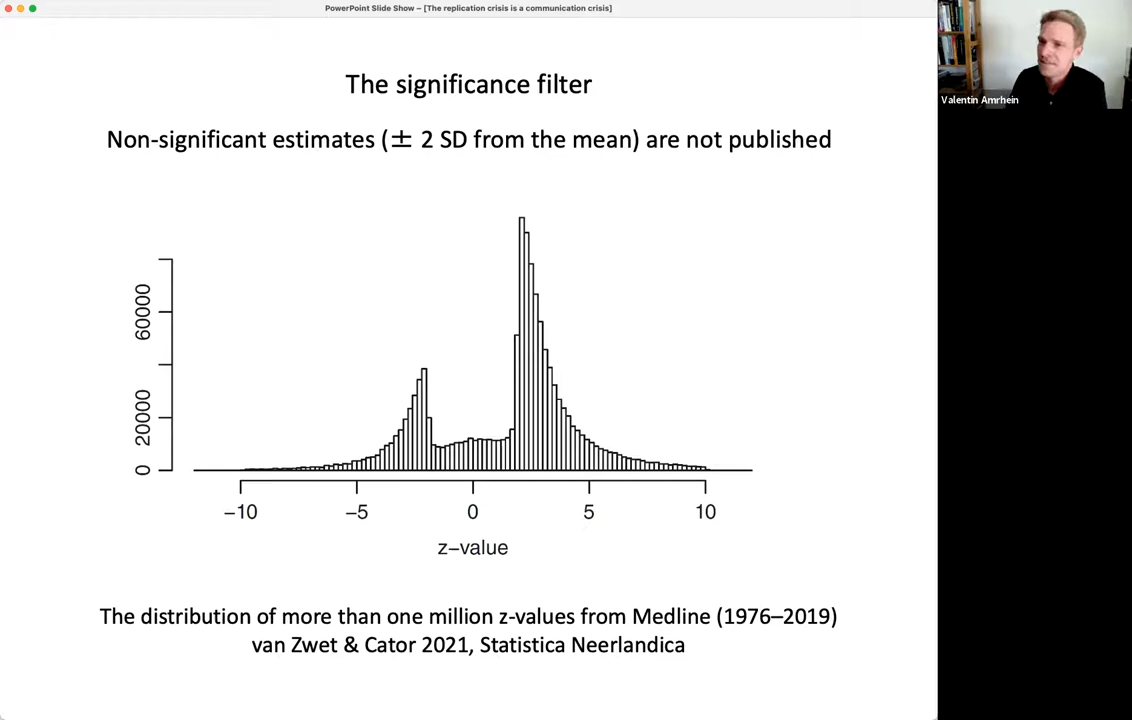 PowerPoint Slide Show – [The replication crisis is a communication crisis]
Valentin Amrhein
The significance filter
Non-significant estimates (± 2 SD from the mean) are not published
60000
20000
0
−10 −5 0 5 10
z−value
The distribution of more than one million z-values from Medline (1976–2019)
van Zwet & Cator 2021, Statistica Neerlandica